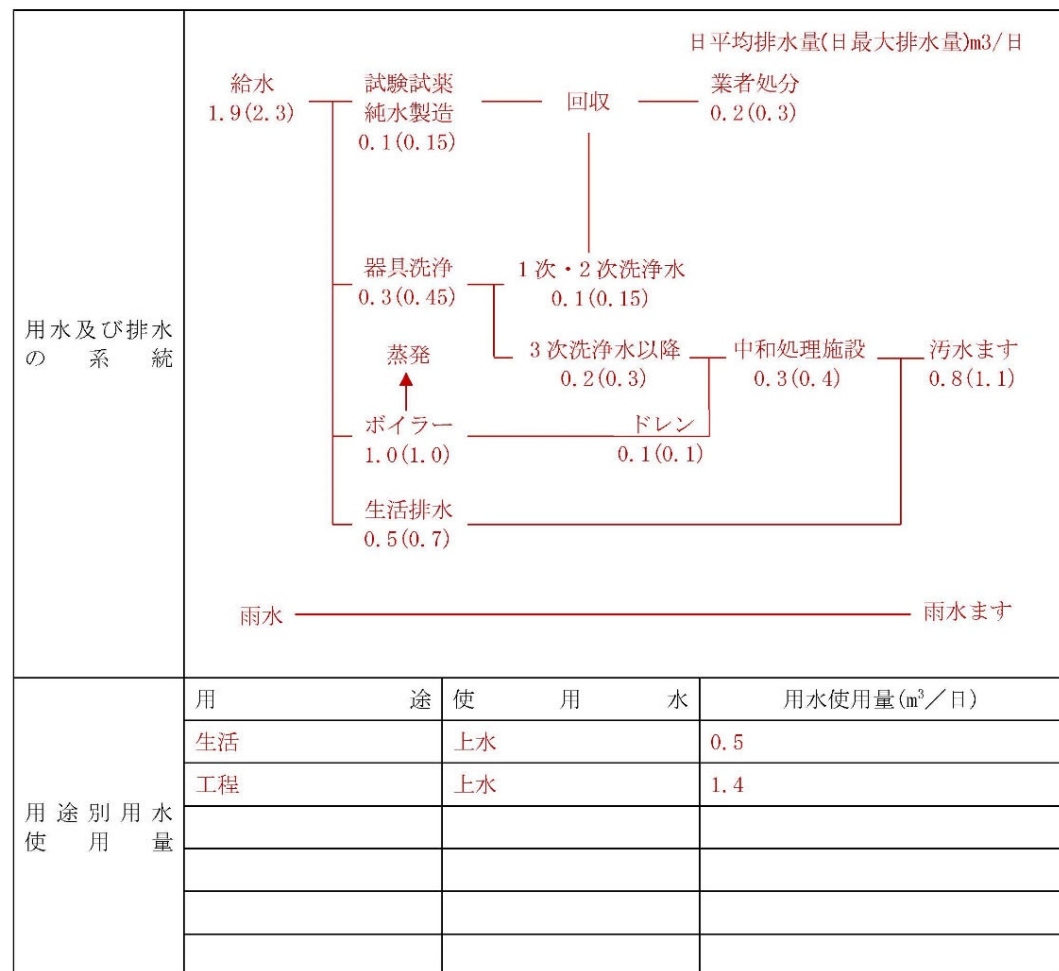 用水及び排水
の系統
日平均排水量(日最大排水量)m3/日
給水
1.9(2.3)
試験試薬
純水製造
0.1(0.15)
回収
業者処分
0.2(0.3)
器具洗浄
0.3(0.45)
1次・2次洗浄水
0.1(0.15)
蒸発
3次洗浄水以降
0.2(0.3)
中和処理施設
0.3(0.4)
汚水ます
0.8(1.1)
ボイラー
1.0(1.0)
ドレン
0.1(0.1)
生活排水
0.5(0.7)
雨水
雨水ます
用途別用水
使用量
用途 使用水 用水使用量(m³/日)
生活 上水 0.5
工程 上水 1.4